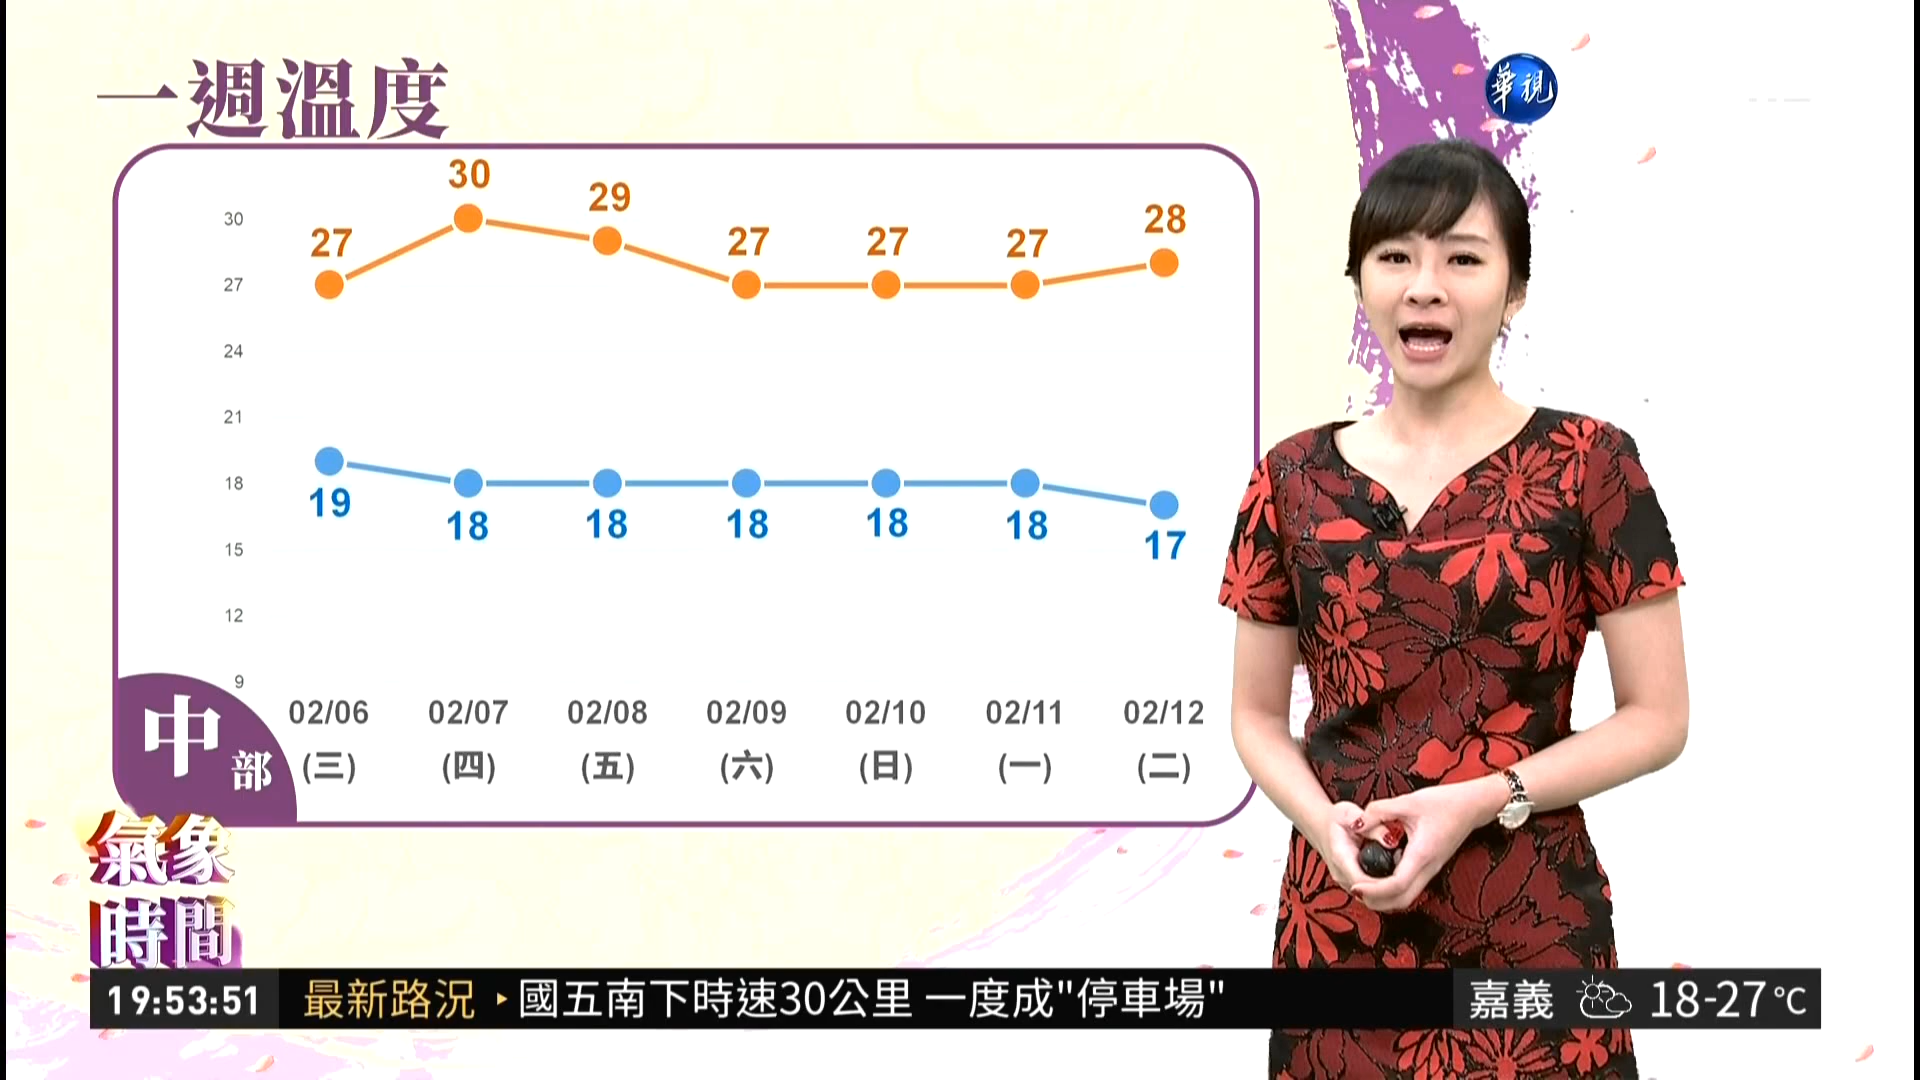 一週溫度
華視
30
27
24
21
18
15
12
9
27 30 29 27 27 27 28
19 18 18 18 18 18 17
02/06 02/07 02/08 02/09 02/10 02/11 02/12
(三) (四) (五) (六) (日) (一) (二)
中部
氣象
時間
19:53:51 最新路況 國五南下時速30公里 一度成"停車場" 嘉義 18-27℃